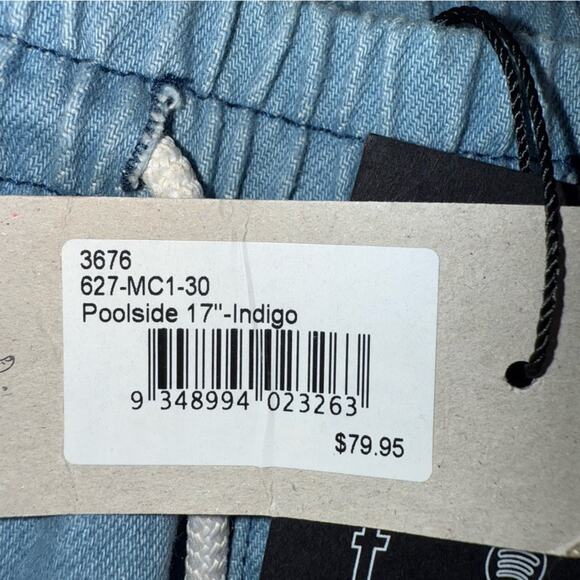 3676
627-MC1-30
Poolside 17"-Indigo
9 348994 023263
$79.95